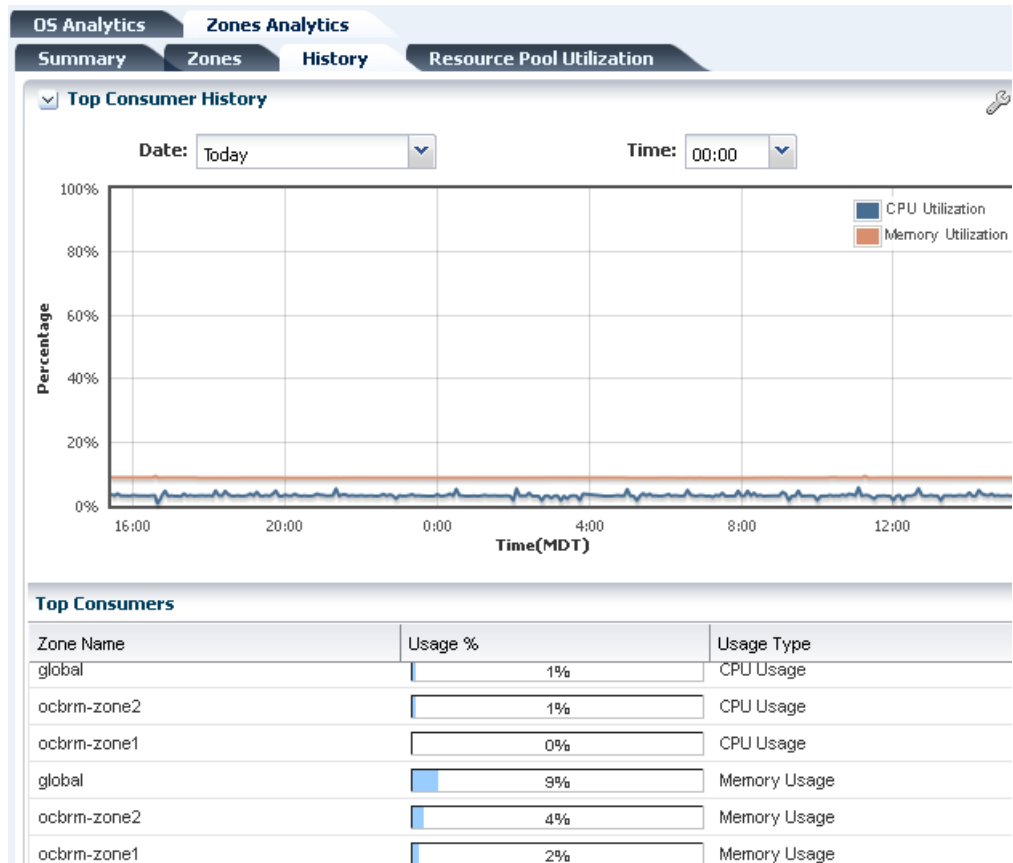 OS Analytics Zones Analytics
Summary Zones History Resource Pool Utilization
Top Consumer History
Date: Today Time: 00:00
100%
CPU Utilization
Memory Utilization
80%
60%
40%
20%
0%
Percentage
16:00 20:00 0:00 4:00 8:00 12:00
Time(MDT)
Top Consumers
Zone Name Usage % Usage Type
global 1% CPU Usage
ocbrm-zone2 1% CPU Usage
ocbrm-zone1 0% CPU Usage
global 9% Memory Usage
ocbrm-zone2 4% Memory Usage
ocbrm-zone1 2% Memory Usage